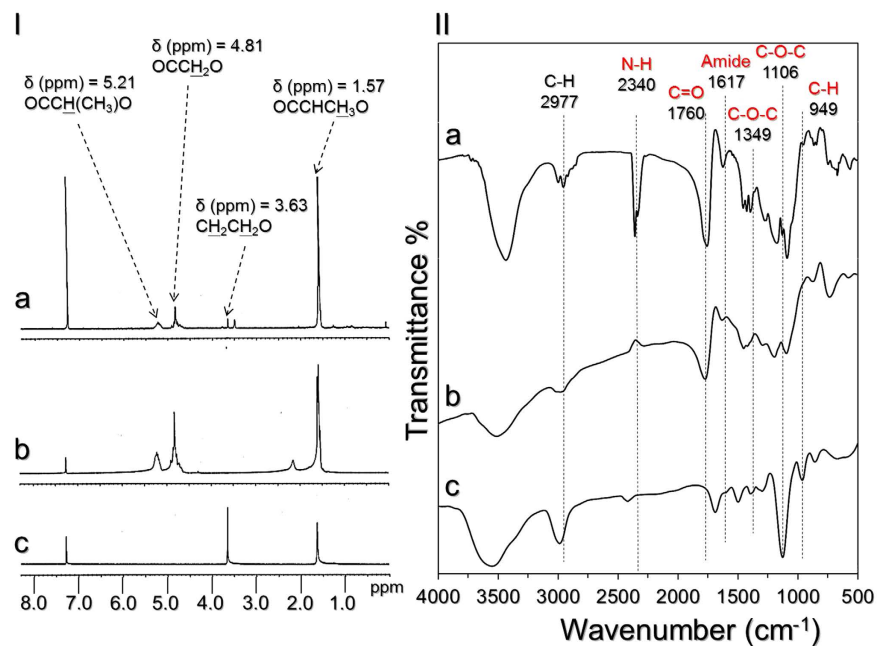 I
δ (ppm) = 4.81
OCCH₂O
δ (ppm) = 5.21
OCCH(CH₃)O
δ (ppm) = 1.57
OCCHCH₃O
δ (ppm) = 3.63
CH₂CH₂O
a
b
c
8.0 7.0 6.0 5.0 4.0 3.0 2.0 1.0 ppm
II
C-H
2977
N-H
2340
C=O
1760
Amide
1617
C-O-C
1349
C-O-C
1106
C-H
949
a
b
c
Transmittance %
4000 3500 3000 2500 2000 1500 1000 500
Wavenumber (cm⁻¹)